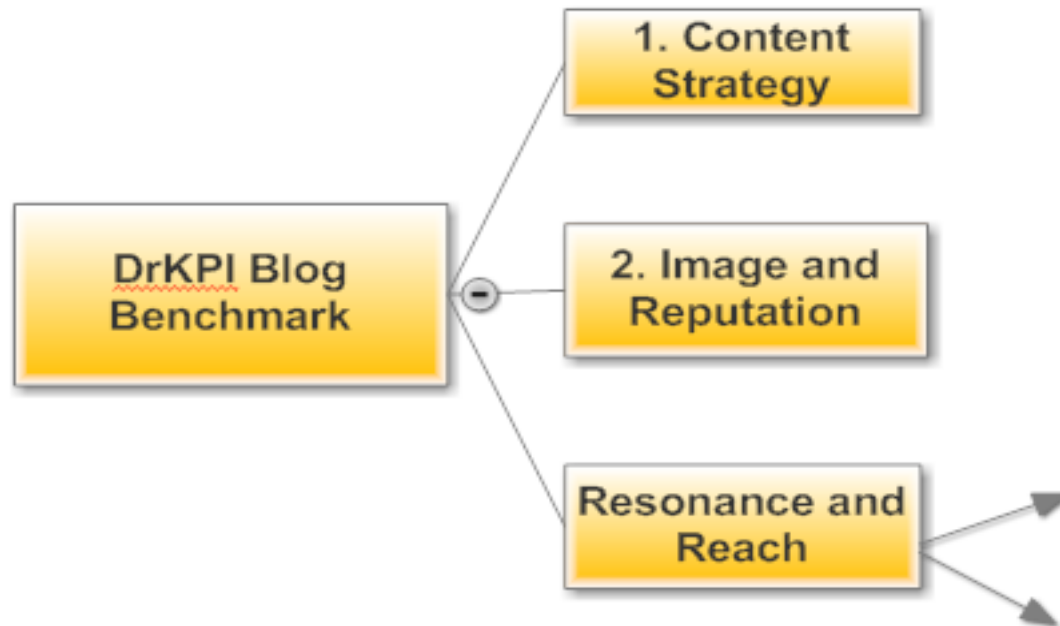 1. Content
Strategy
DrKPI Blog
Benchmark
2. Image and
Reputation
Resonance and
Reach